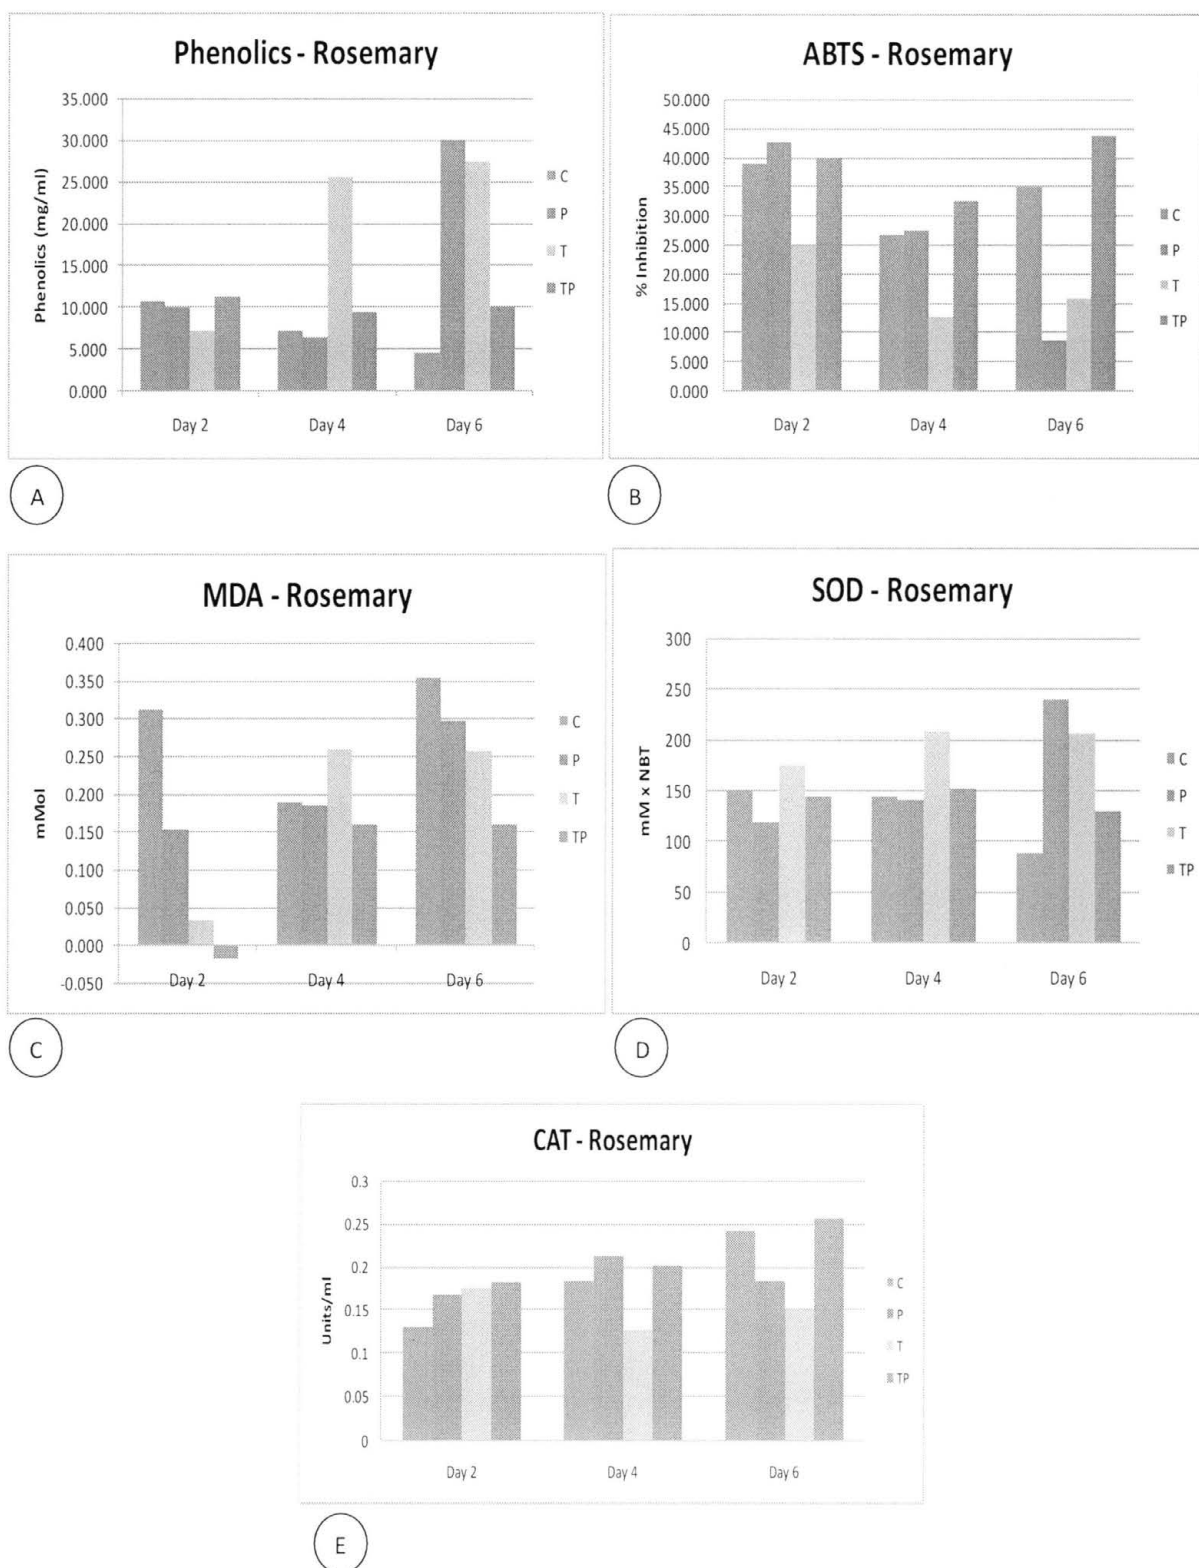 Phenolics - Rosemary
Phenolics (mg/ml)
35.000
30.000
25.000
20.000
15.000
10.000
5.000
0.000
Day 2 Day 4 Day 6
C
P
T
TP
A
ABTS - Rosemary
% Inhibition
50.000
45.000
40.000
35.000
30.000
25.000
20.000
15.000
10.000
5.000
0.000
Day 2 Day 4 Day 6
C
P
T
TP
B
MDA - Rosemary
mMol
0.400
0.350
0.300
0.250
0.200
0.150
0.100
0.050
0.000
-0.050
Day 2 Day 4 Day 6
C
P
T
TP
C
SOD - Rosemary
mM x NBT
300
250
200
150
100
50
0
Day 2 Day 4 Day 6
C
P
T
TP
D
CAT - Rosemary
Units/ml
0.3
0.25
0.2
0.15
0.1
0.05
0
Day 2 Day 4 Day 6
C
P
T
TP
E